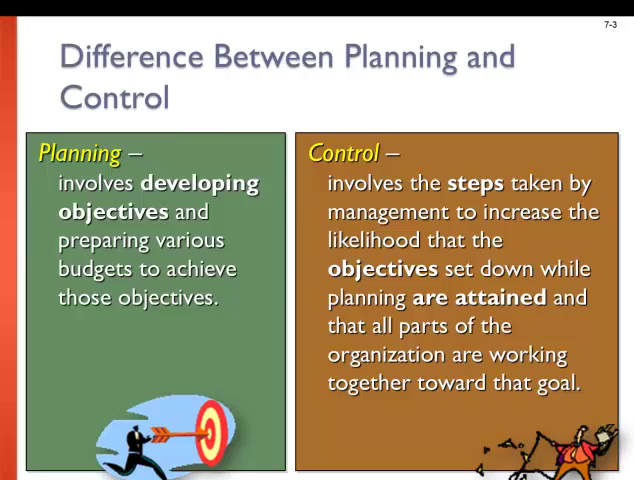 7-3
Difference Between Planning and
Control
Planning –
involves developing
objectives and
preparing various
budgets to achieve
those objectives.
Control –
involves the steps taken by
management to increase the
likelihood that the
objectives set down while
planning are attained and
that all parts of the
organization are working
together toward that goal.